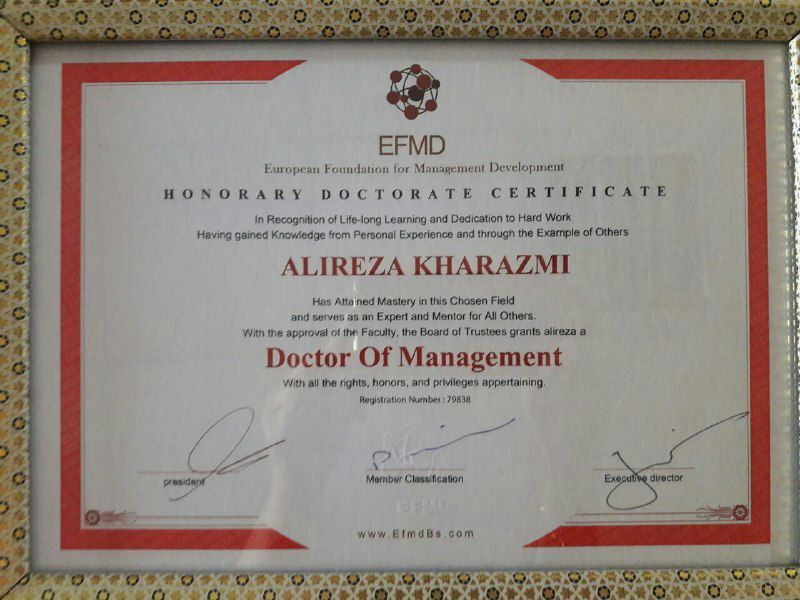 EFMD
European Foundation for Management Development
HONORARY DOCTORATE CERTIFICATE
In Recognition of Life-long Learning and Dedication to Hard Work
Having gained Knowledge from Personal Experience and through the Example of Others
ALIREZA KHARAZMI
Has Attained Mastery in this Chosen Field
and serves as an Expert and Mentor for All Others.
With the approval of the Faculty, the Board of Trustees grants alireza a
Doctor Of Management
With all the rights, honors, and privileges appertaining.
Registration Number : 79838
president Member Classification Executive director
EFMD
www.EfmdBs.com